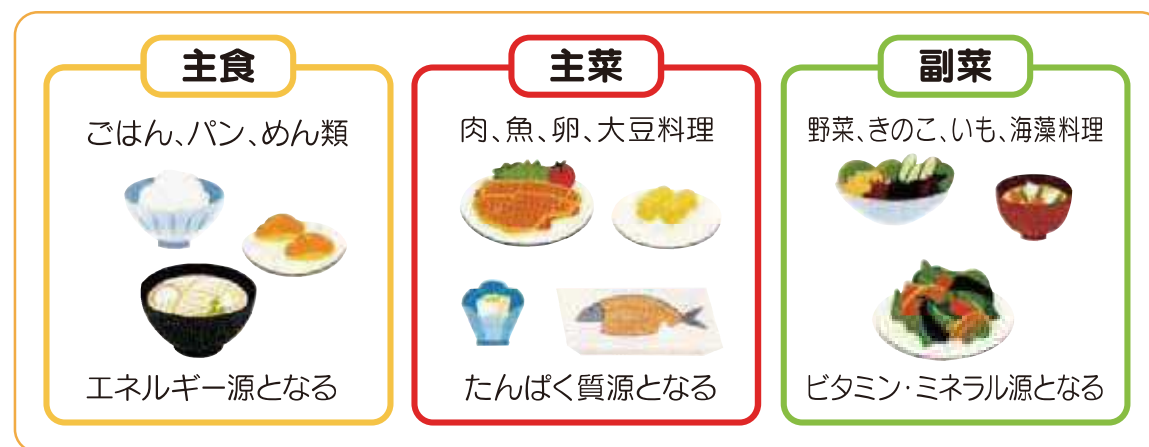 主食
ごはん、パン、めん類
エネルギー源となる
主菜
肉、魚、卵、大豆料理
たんぱく質源となる
副菜
野菜、きのこ、いも、海藻料理
ビタミン・ミネラル源となる